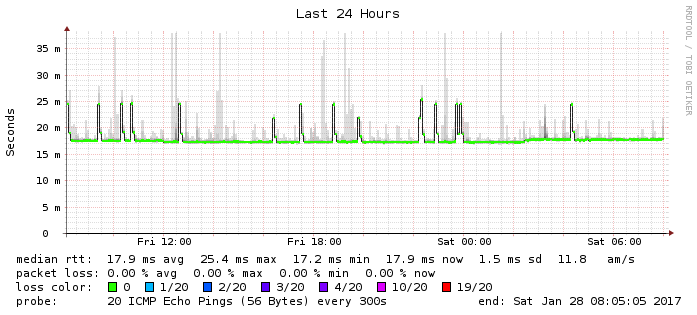 Last 24 Hours
RRDTOOL / TOBI OETIKER
Seconds
35 m
30 m
25 m
20 m
15 m
10 m
5 m
0
Fri 12:00 Fri 18:00 Sat 00:00 Sat 06:00
median rtt: 17.9 ms avg 25.4 ms max 17.2 ms min 17.9 ms now 1.5 ms sd 11.8 am/s
packet loss: 0.00 % avg 0.00 % max 0.00 % min 0.00 % now
loss color: 0 1/20 2/20 3/20 4/20 10/20 19/20
probe: 20 ICMP Echo Pings (56 Bytes) every 300s end: Sat Jan 28 08:05:05 2017